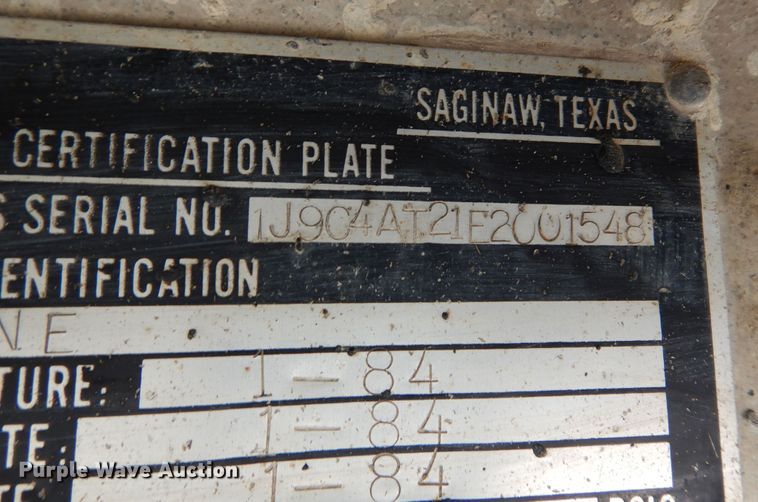 SAGINAW, TEXAS
CERTIFICATION PLATE
S SERIAL NO. 1J9C4AT21E2001548
ENTIFICATION
NE
TURE: 1-84
TE: 1-84
TE: 1-84
Purple Wave Auction